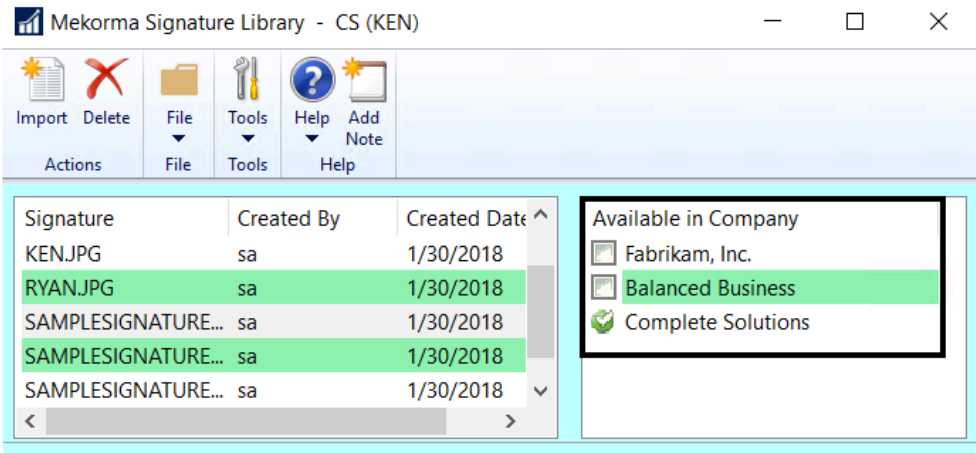 Mekorma Signature Library - CS (KEN)
Import Delete File Tools Help Add Note
Actions File Tools Help
Signature Created By Created Date
KEN.JPG sa 1/30/2018
RYAN.JPG sa 1/30/2018
SAMPLESIGNATURE... sa 1/30/2018
SAMPLESIGNATURE... sa 1/30/2018
SAMPLESIGNATURE... sa 1/30/2018
Available in Company
Fabrikam, Inc.
Balanced Business
Complete Solutions